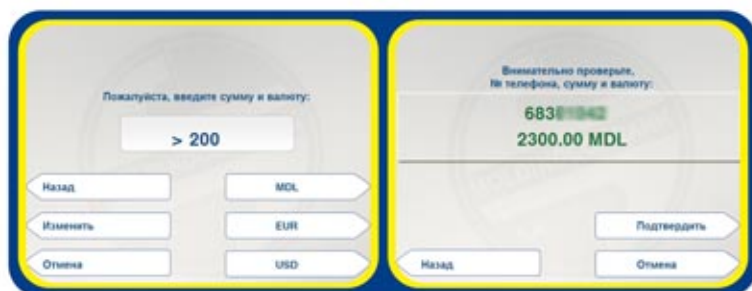 Пожалуйста, введите сумму и валюту:
> 200
Назад
MDL
Изменить
EUR
Отмена
USD
Внимательно проверьте,
№ телефона, сумму и валюту:
683
2300.00 MDL
Подтвердить
Назад
Отмена